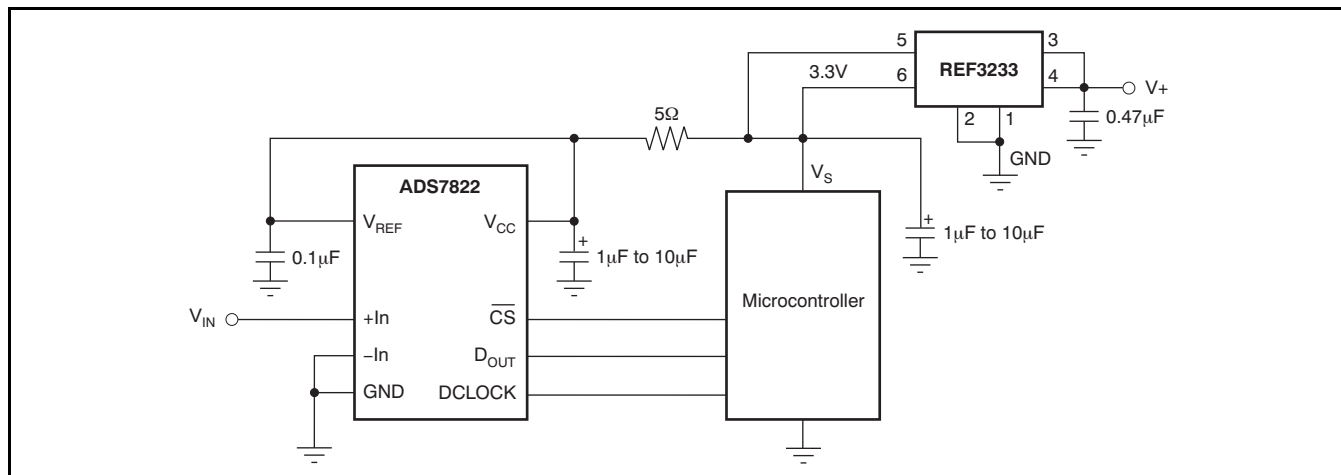 5
3
REF3233
3.3V
6
4
V+
5Ω
2
1
0.47μF
GND
ADS7822
VS
VREF
VCC
0.1μF
1μF to 10μF
1μF to 10μF
Microcontroller
VIN
+In
CS
–In
DOUT
GND
DCLOCK